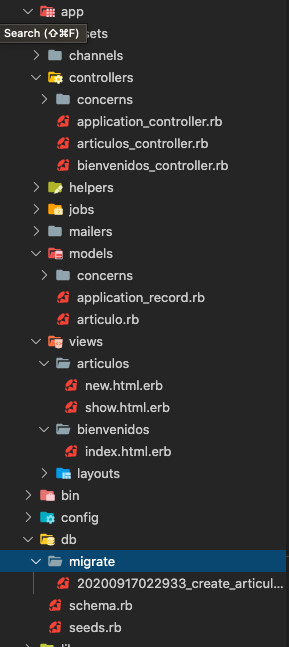 app
Search (⇧⌘F)
sets
channels
controllers
concerns
application_controller.rb
articulos_controller.rb
bienvenidos_controller.rb
helpers
jobs
mailers
models
concerns
application_record.rb
articulo.rb
views
articulos
new.html.erb
show.html.erb
bienvenidos
index.html.erb
layouts
bin
config
db
migrate
20200917022933_create_articul...
schema.rb
seeds.rb